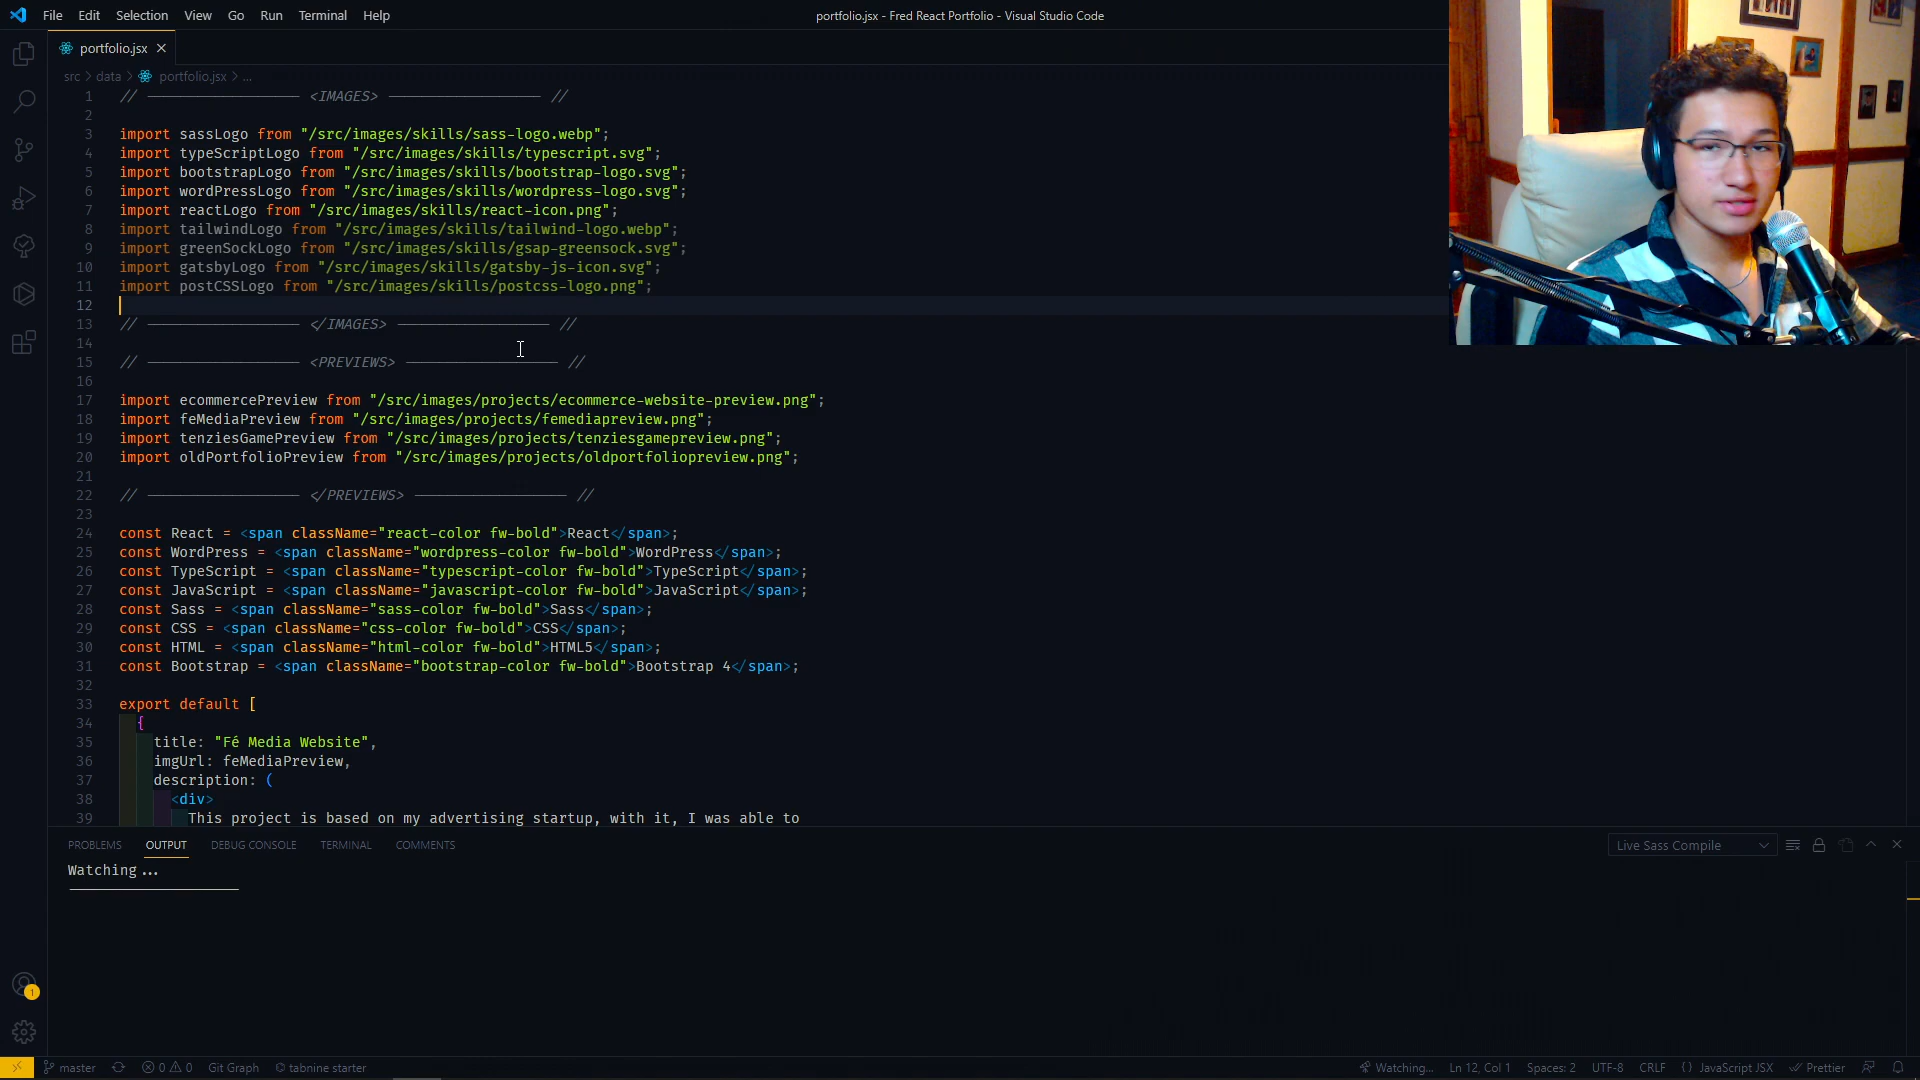 File Edit Selection View Go Run Terminal Help
portfolio.jsx - Fred React Portfolio - Visual Studio Code
portfolio.jsx
src > data > portfolio.jsx > ...
1 // ————————— <IMAGES> ————————— //
2
3 import sassLogo from "/src/images/skills/sass-logo.webp";
4 import typeScriptLogo from "/src/images/skills/typescript.svg";
5 import bootstrapLogo from "/src/images/skills/bootstrap-logo.svg";
6 import wordPressLogo from "/src/images/skills/wordpress-logo.svg";
7 import reactLogo from "/src/images/skills/react-icon.png";
8 import tailwindLogo from "/src/images/skills/tailwind-logo.webp";
9 import greenSockLogo from "/src/images/skills/gsap-greensock.svg";
10 import gatsbyLogo from "/src/images/skills/gatsby-js-icon.svg";
11 import postCSSLogo from "/src/images/skills/postcss-logo.png";
12
13 // ————————— </IMAGES> ————————— //
14
15 // ————————— <PREVIEWS> ————————— //
16
17 import ecommercePreview from "/src/images/projects/ecommerce-website-preview.png";
18 import feMediaPreview from "/src/images/projects/femediapreview.png";
19 import tenziesGamePreview from "/src/images/projects/tenziesgamepreview.png";
20 import oldPortfolioPreview from "/src/images/projects/oldportfoliopreview.png";
21
22 // ————————— </PREVIEWS> ————————— //
23
24 const React = <span className="react-color fw-bold">React</span>;
25 const WordPress = <span className="wordpress-color fw-bold">WordPress</span>;
26 const TypeScript = <span className="typescript-color fw-bold">TypeScript</span>;
27 const JavaScript = <span className="javascript-color fw-bold">JavaScript</span>;
28 const Sass = <span className="sass-color fw-bold">Sass</span>;
29 const CSS = <span className="css-color fw-bold">CSS</span>;
30 const HTML = <span className="html-color fw-bold">HTML5</span>;
31 const Bootstrap = <span className="bootstrap-color fw-bold">Bootstrap 4</span>;
32
33 export default [
34 {
35 title: "Fé Media Website",
36 imgUrl: feMediaPreview,
37 description: (
38 <div>
39 This project is based on my advertising startup, with it, I was able to
PROBLEMS OUTPUT DEBUG CONSOLE TERMINAL COMMENTS
Live Sass Compile
Watching ...
--------------------
1
master 0 0 Git Graph tabnine starter
Watching... Ln 12, Col 1 Spaces: 2 UTF-8 CRLF {} JavaScript JSX Prettier